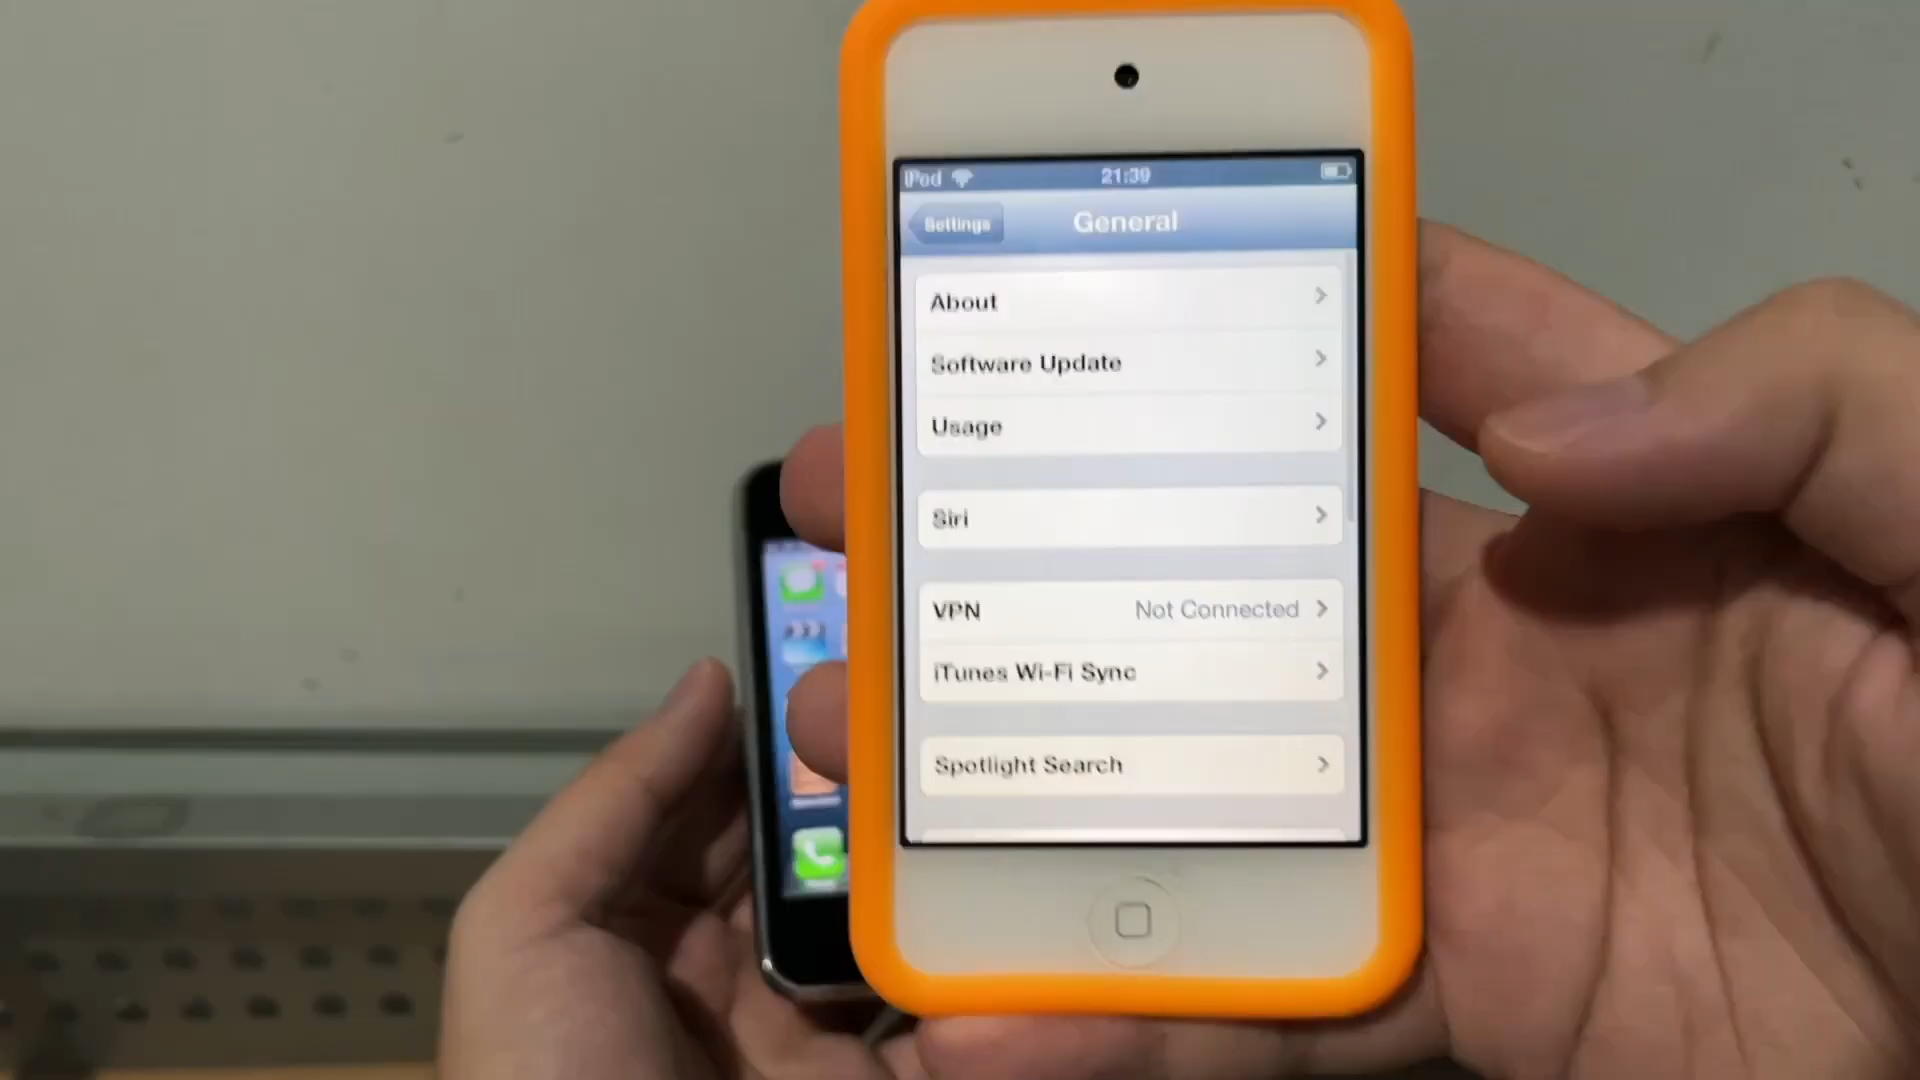 iPod 21:39
Settings General
About
Software Update
Usage
Siri
VPN Not Connected
iTunes Wi-Fi Sync
Spotlight Search